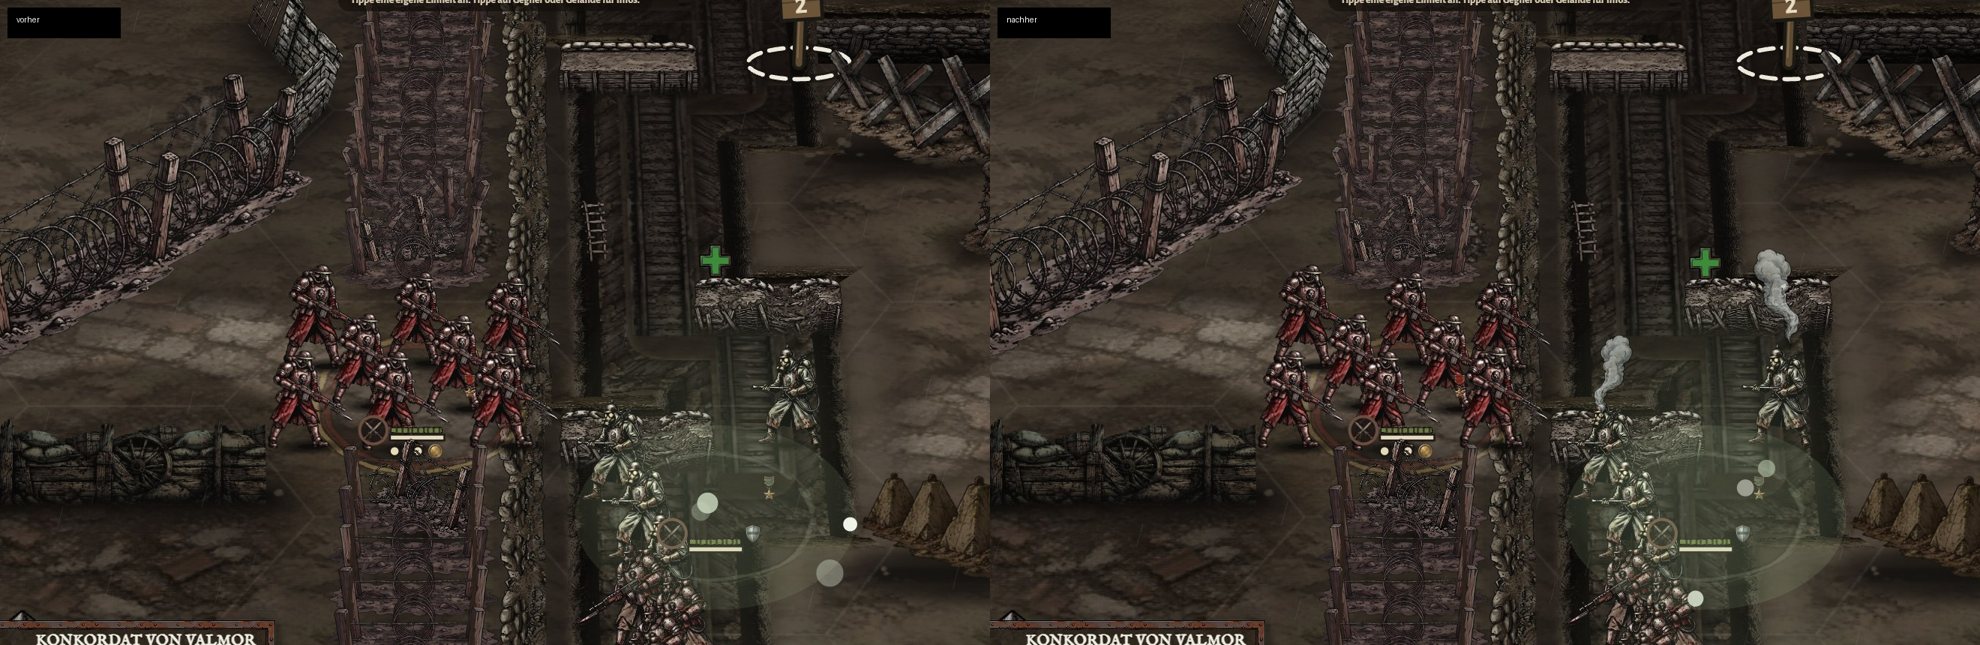 vorher
Tippe eine eigene Einheit an. Tippe auf Gegner oder Gelände für Infos.
2
KONKORDAT VON VALMOR
nachher
Tippe eine eigene Einheit an. Tippe auf Gegner oder Gelände für Infos.
2
KONKORDAT VON VALMOR